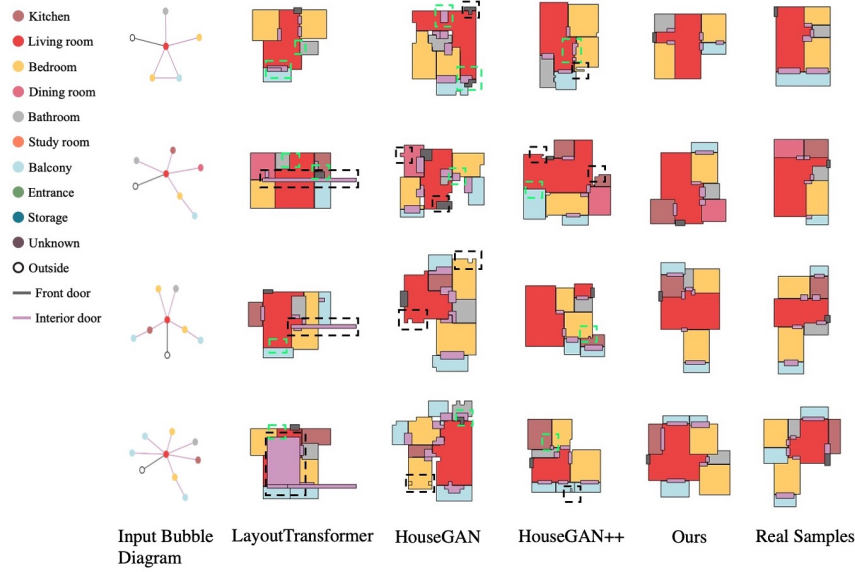 Kitchen
Living room
Bedroom
Dining room
Bathroom
Study room
Balcony
Entrance
Storage
Unknown
Outside
Front door
Interior door
Input Bubble
Diagram
LayoutTransformer
HouseGAN
HouseGAN++
Ours
Real Samples